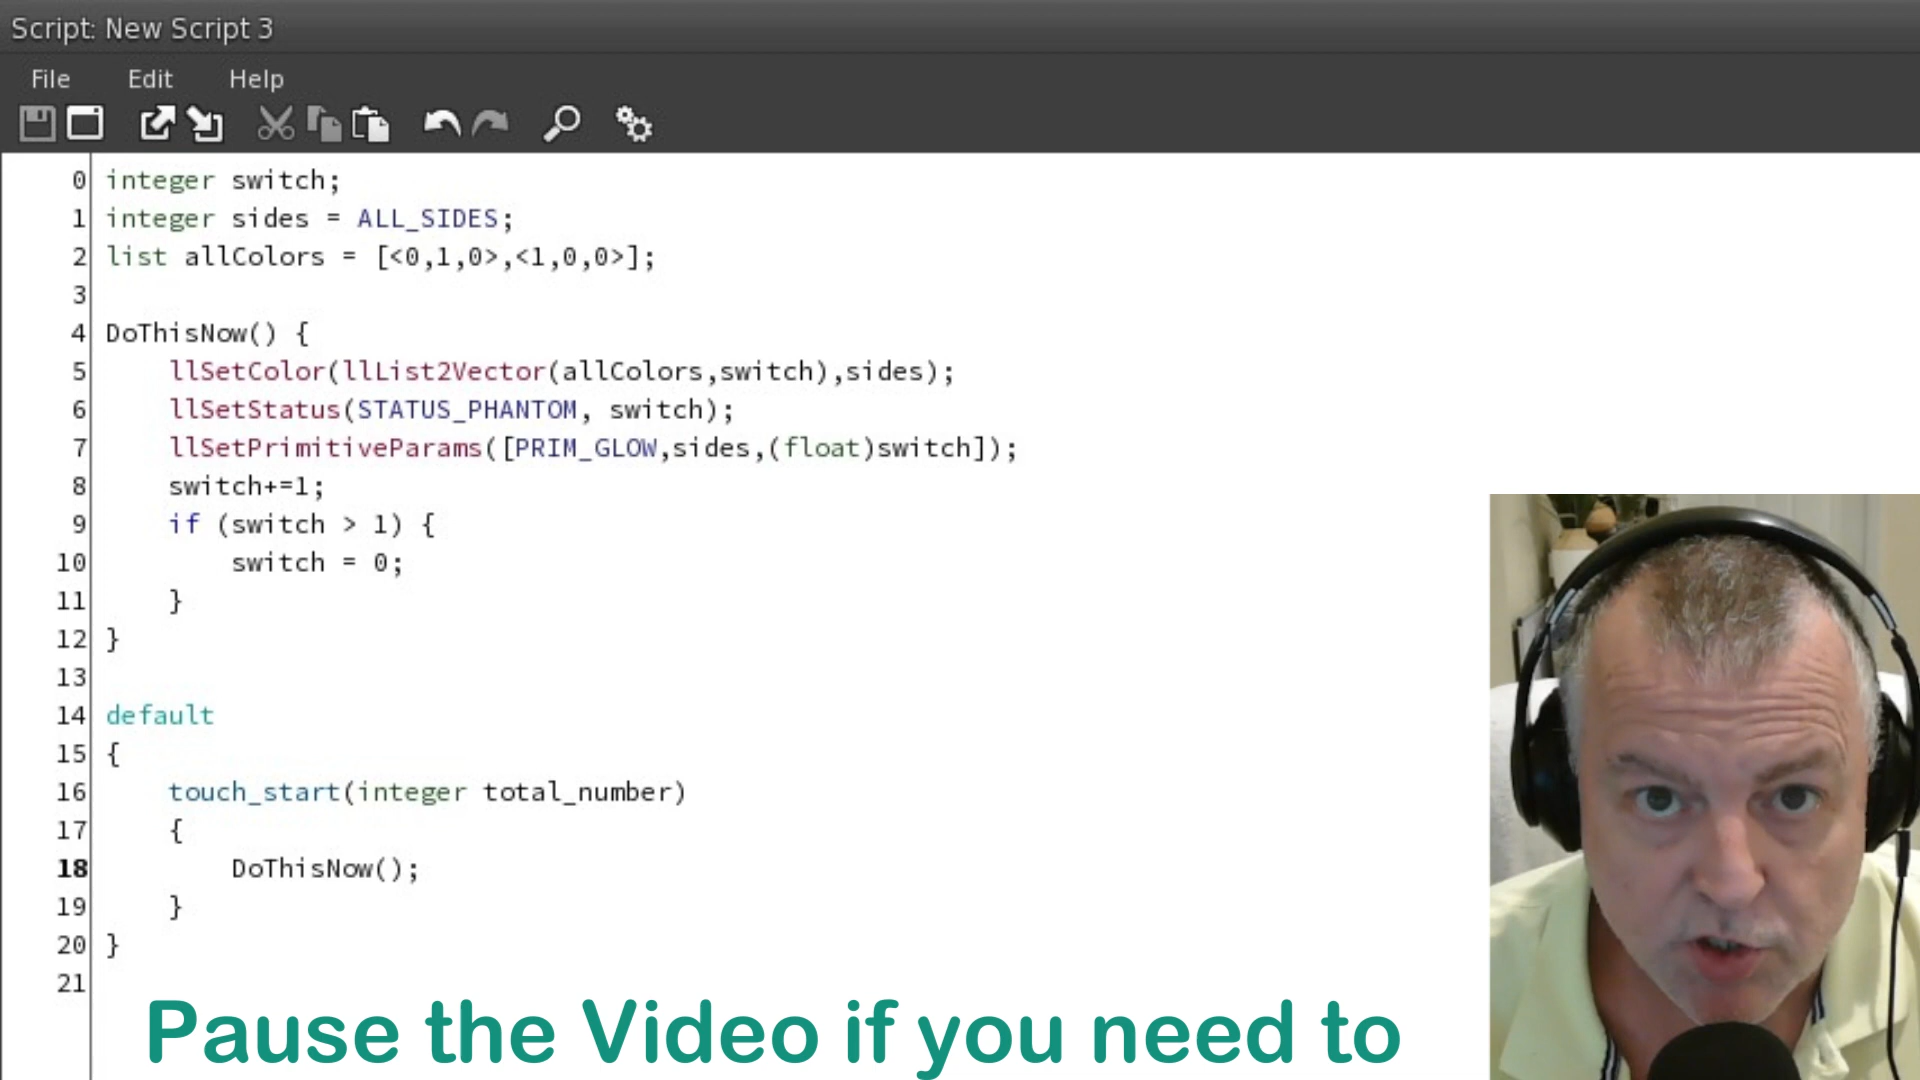 Script: New Script 3
File Edit Help
0 integer switch;
1 integer sides = ALL_SIDES;
2 list allColors = [<0,1,0>,<1,0,0>];
3
4 DoThisNow() {
5     llSetColor(llList2Vector(allColors,switch),sides);
6     llSetStatus(STATUS_PHANTOM, switch);
7     llSetPrimitiveParams([PRIM_GLOW,sides,(float)switch]);
8     switch+=1;
9     if (switch > 1) {
10         switch = 0;
11     }
12 }
13
14 default
15 {
16     touch_start(integer total_number)
17     {
18         DoThisNow();
19     }
20 }
21
Pause the Video if you need to